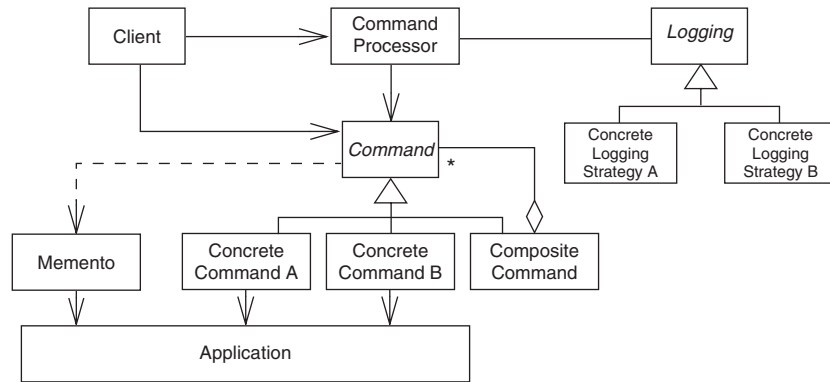 Client
Command
Processor
Logging
Command
*
Concrete
Logging
Strategy A
Concrete
Logging
Strategy B
Memento
Concrete
Command A
Concrete
Command B
Composite
Command
Application